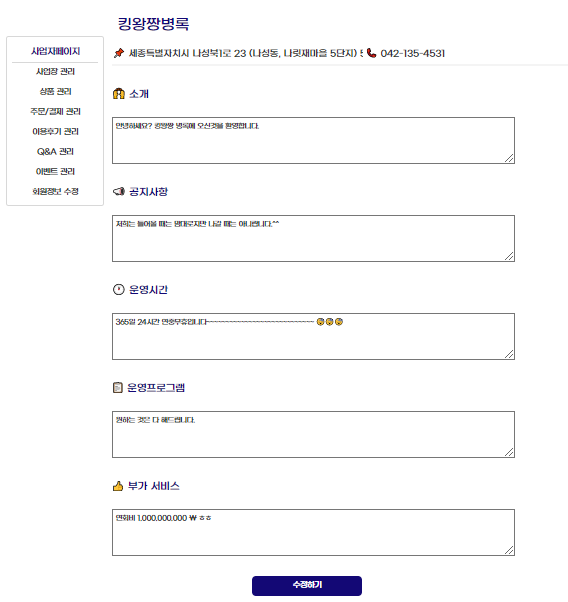 킹왕짱병록
사업자페이지
📌 세종특별자치시 나성북1로 23 (나성동, 나릿재마을 5단지) 📞 042-135-4531
사업장 관리
상품 관리
주문/결제 관리
이용후기 관리
Q&A 관리
이벤트 관리
회원정보 수정
소개
안녕하세요? 킹왕짱 병록에 오신것을 환영합니다.
공지사항
저희는 들어올 때는 맘대로지만 나갈 때는 아니랍니다.^^
운영시간
365일 24시간 연중무휴입니다~~~~~~~~~~~~~~~~~~~~~~~~~~~~
운영프로그램
원하는 것은 다 해드립니다.
부가 서비스
연회비 1,000,000,000 ₩ ㅎㅎ
수정하기